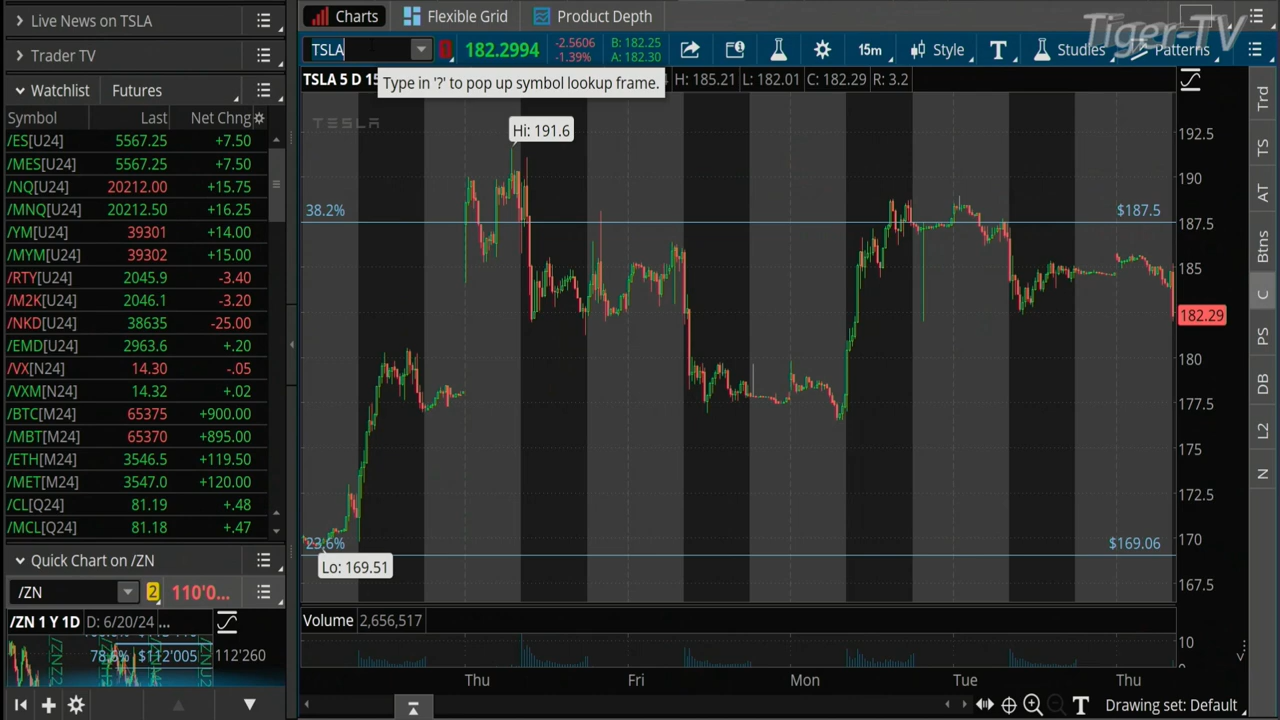 Live News on TSLA
Trader TV
Watchlist Futures
Symbol Last Net Chng
/ES[U24] 5567.25 +7.50
/MES[U24] 5567.25 +7.50
/NQ[U24] 20212.00 +15.75
/MNQ[U24] 20212.50 +16.25
/YM[U24] 39301 +14.00
/MYM[U24] 39302 +15.00
/RTY[U24] 2045.9 -3.40
/M2K[U24] 2046.1 -3.20
/NKD[U24] 38635 -25.00
/EMD[U24] 2963.6 +.20
/VX[N24] 14.30 -.05
/VXM[N24] 14.32 +.02
/BTC[M24] 65375 +900.00
/MBT[M24] 65370 +895.00
/ETH[M24] 3546.5 +119.50
/MET[M24] 3547.0 +120.00
/CL[Q24] 81.19 +.48
/MCL[Q24] 81.18 +.47
Quick Chart on /ZN
/ZN 2 110'0...
/ZN 1 Y 1D D: 6/20/24 ...
78.6% $112'005 112'260
Charts Flexible Grid Product Depth
Tiger-TV
TSLA 182.2994 -2.5606 -1.39% B: 182.25 A: 182.30 15m Style T Studies Patterns
Type in '?' to pop up symbol lookup frame.
TSLA 5 D 15 H: 185.21 L: 182.01 C: 182.29 R: 3.2
TESLA
Hi: 191.6
192.5
190
38.2% $187.5
187.5
185
182.29
180
177.5
175
172.5
170
23.6% $169.06
Lo: 169.51
167.5
Volume 2,656,517
10
0
Thu Fri Mon Tue Thu
T Drawing set: Default
Trd
TS
AT
Btns
C
PS
DB
L2
N